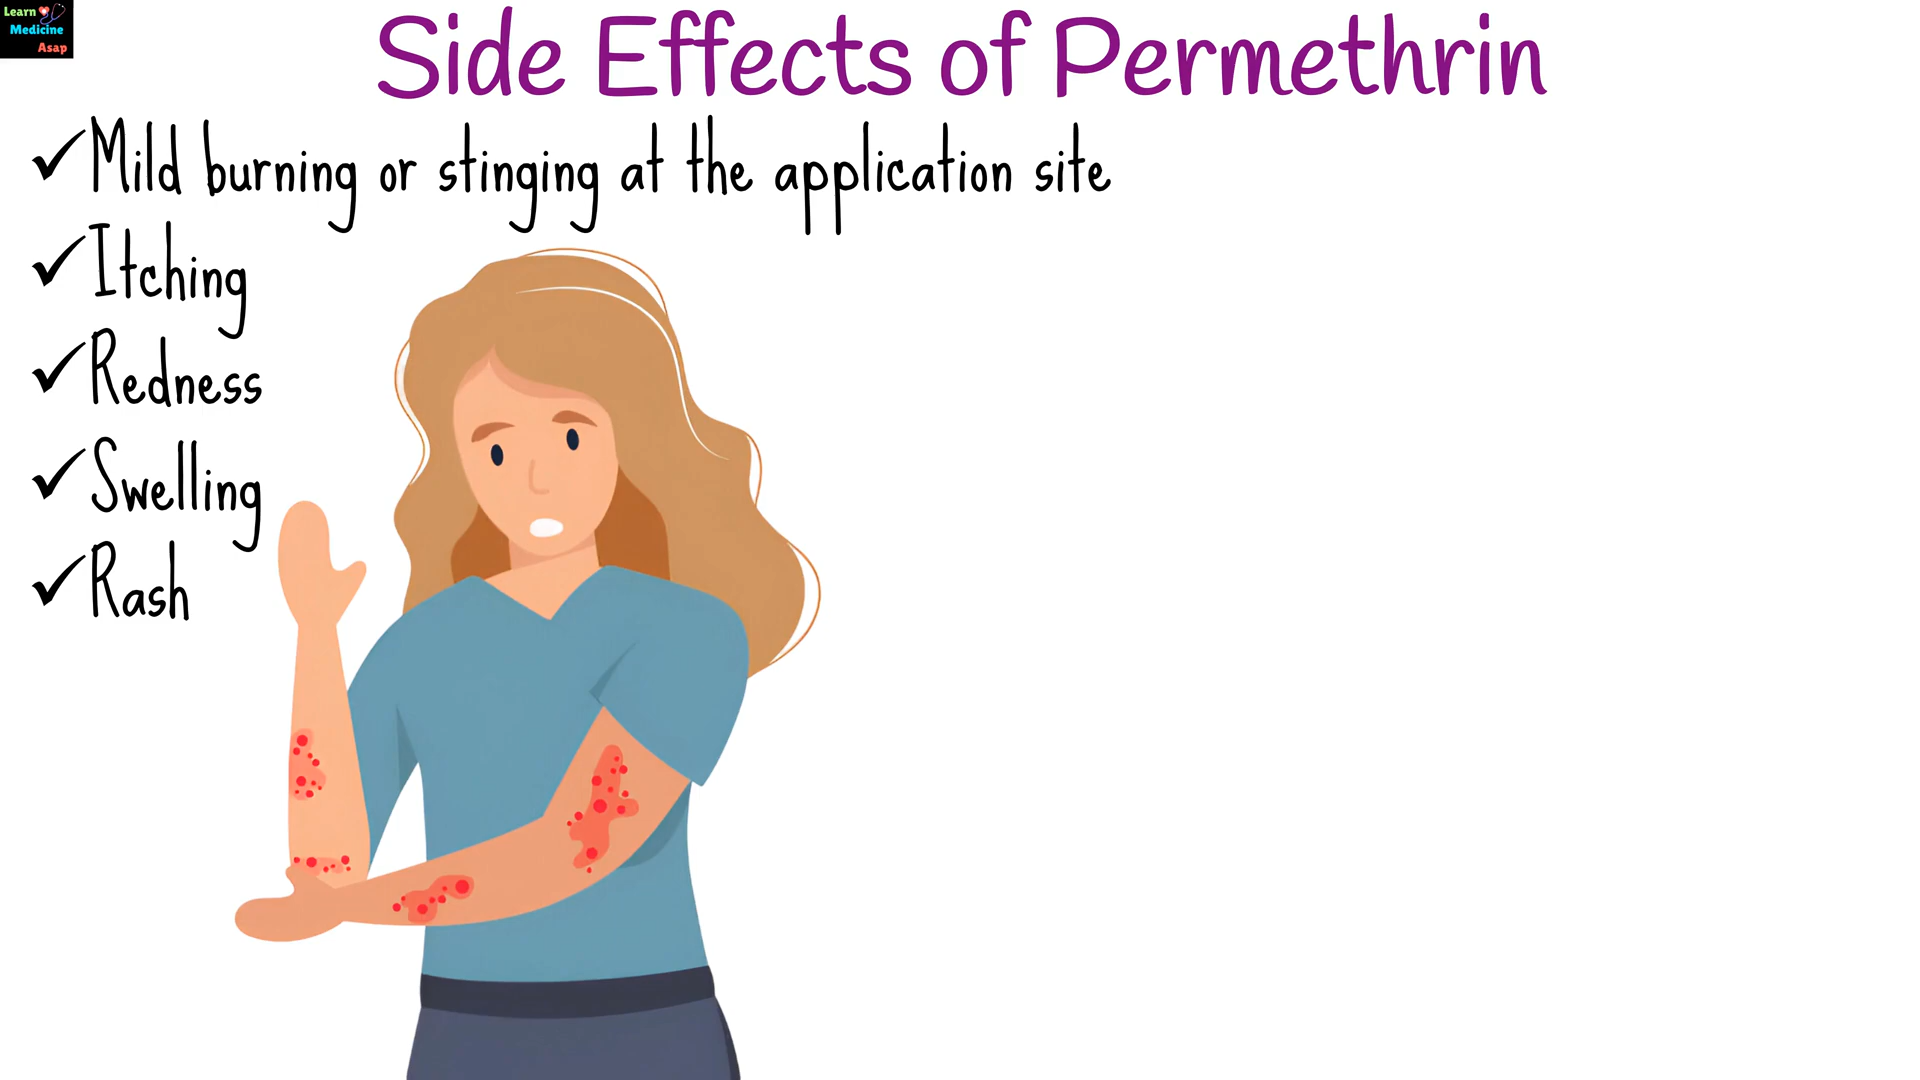 Learn
Medicine
Asap
Side Effects of Permethrin
✓Mild burning or stinging at the application site
✓Itching
✓Redness
✓Swelling
✓Rash